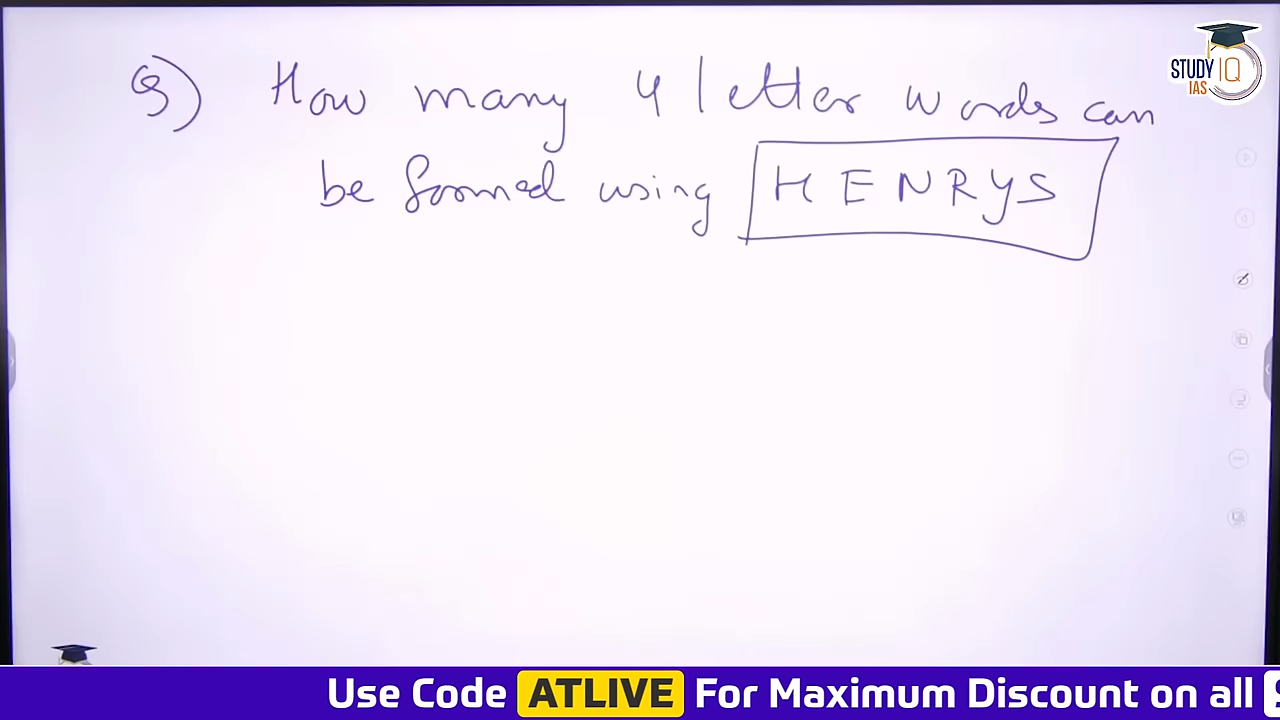 Q) How many 4 letter words can
be formed using HENRYS
STUDY IQ
IAS
Use Code ATLIVE For Maximum Discount on all